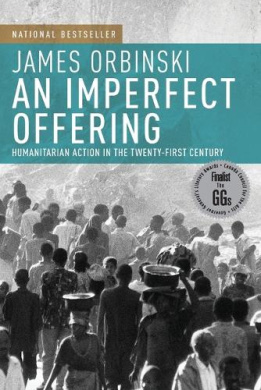 NATIONAL BESTSELLER
JAMES ORBINSKI
AN IMPERFECT
OFFERING
HUMANITARIAN ACTION IN THE TWENTY-FIRST CENTURY
Finalist
The
GGs